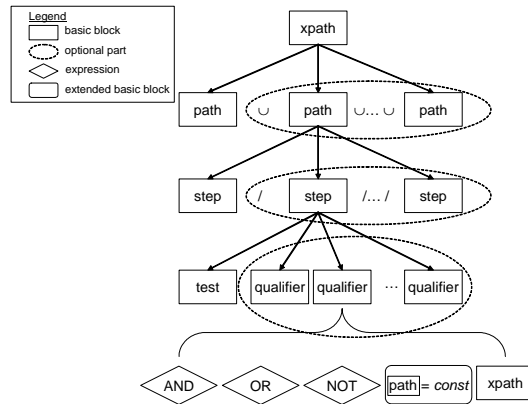 Legend
basic block
optional part
expression
extended basic block
xpath
path ∪ path ∪... ∪ path
step / step /... / step
test qualifier qualifier ... qualifier
AND OR NOT path = const xpath